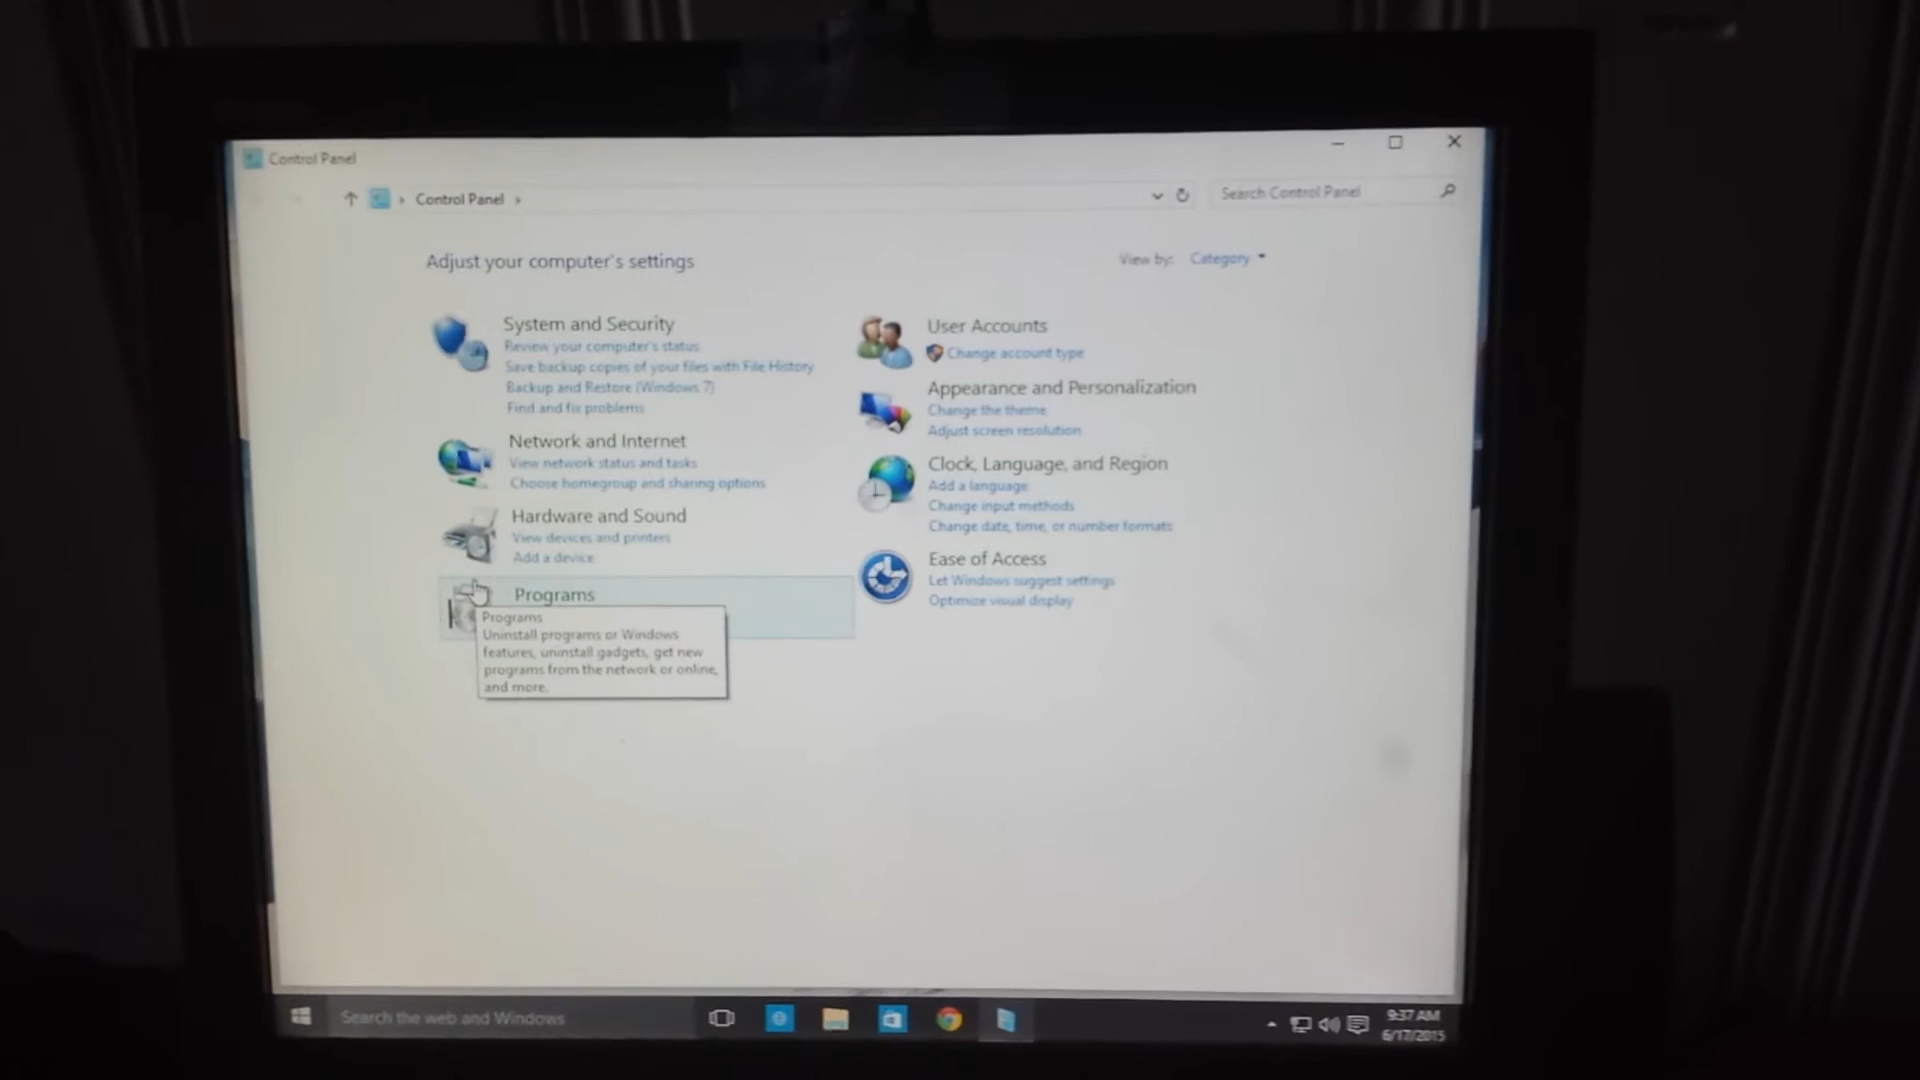 Control Panel
Control Panel
Search Control Panel
Adjust your computer's settings
View by: Category
System and Security
Review your computer's status
Save backup copies of your files with File History
Backup and Restore (Windows 7)
Find and fix problems
Network and Internet
View network status and tasks
Choose homegroup and sharing options
Hardware and Sound
View devices and printers
Add a device
Programs
Programs
Uninstall programs or Windows
features, uninstall gadgets, get new
programs from the network or online,
and more.
User Accounts
Change account type
Appearance and Personalization
Change the theme
Adjust screen resolution
Clock, Language, and Region
Add a language
Change input methods
Change date, time, or number formats
Ease of Access
Let Windows suggest settings
Optimize visual display
Search the web and Windows
9:37 AM
6/17/2015